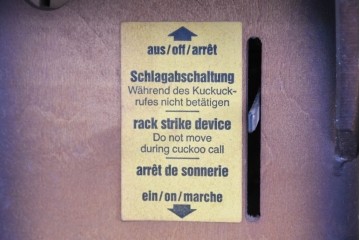 aus/off/arrêt
Schlagabschaltung
Während des Kuckuck-
rufes nicht betätigen
rack strike device
Do not move
during cuckoo call
arrêt de sonnerie
ein/on/marche